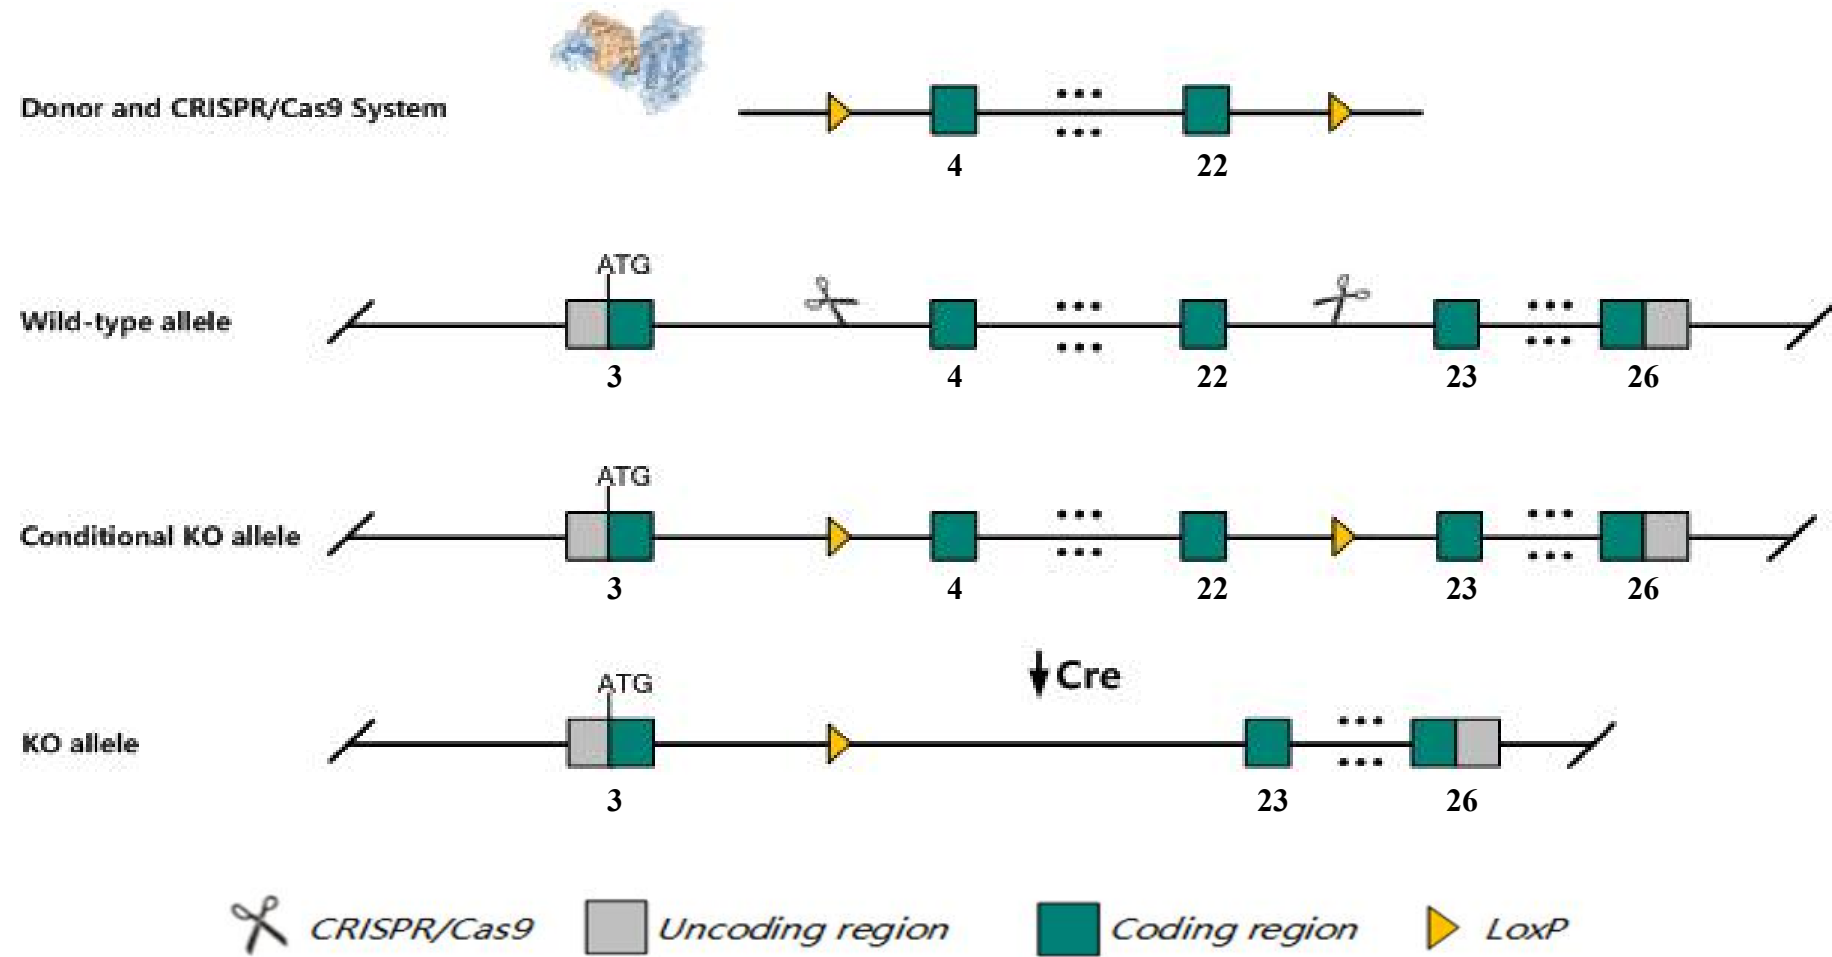 Donor and CRISPR/Cas9 System
4 22
ATG
Wild-type allele
3 4 22 23 26
ATG
Conditional KO allele
3 4 22 23 26
Cre
ATG
KO allele
3 23 26
CRISPR/Cas9 Uncoding region Coding region LoxP